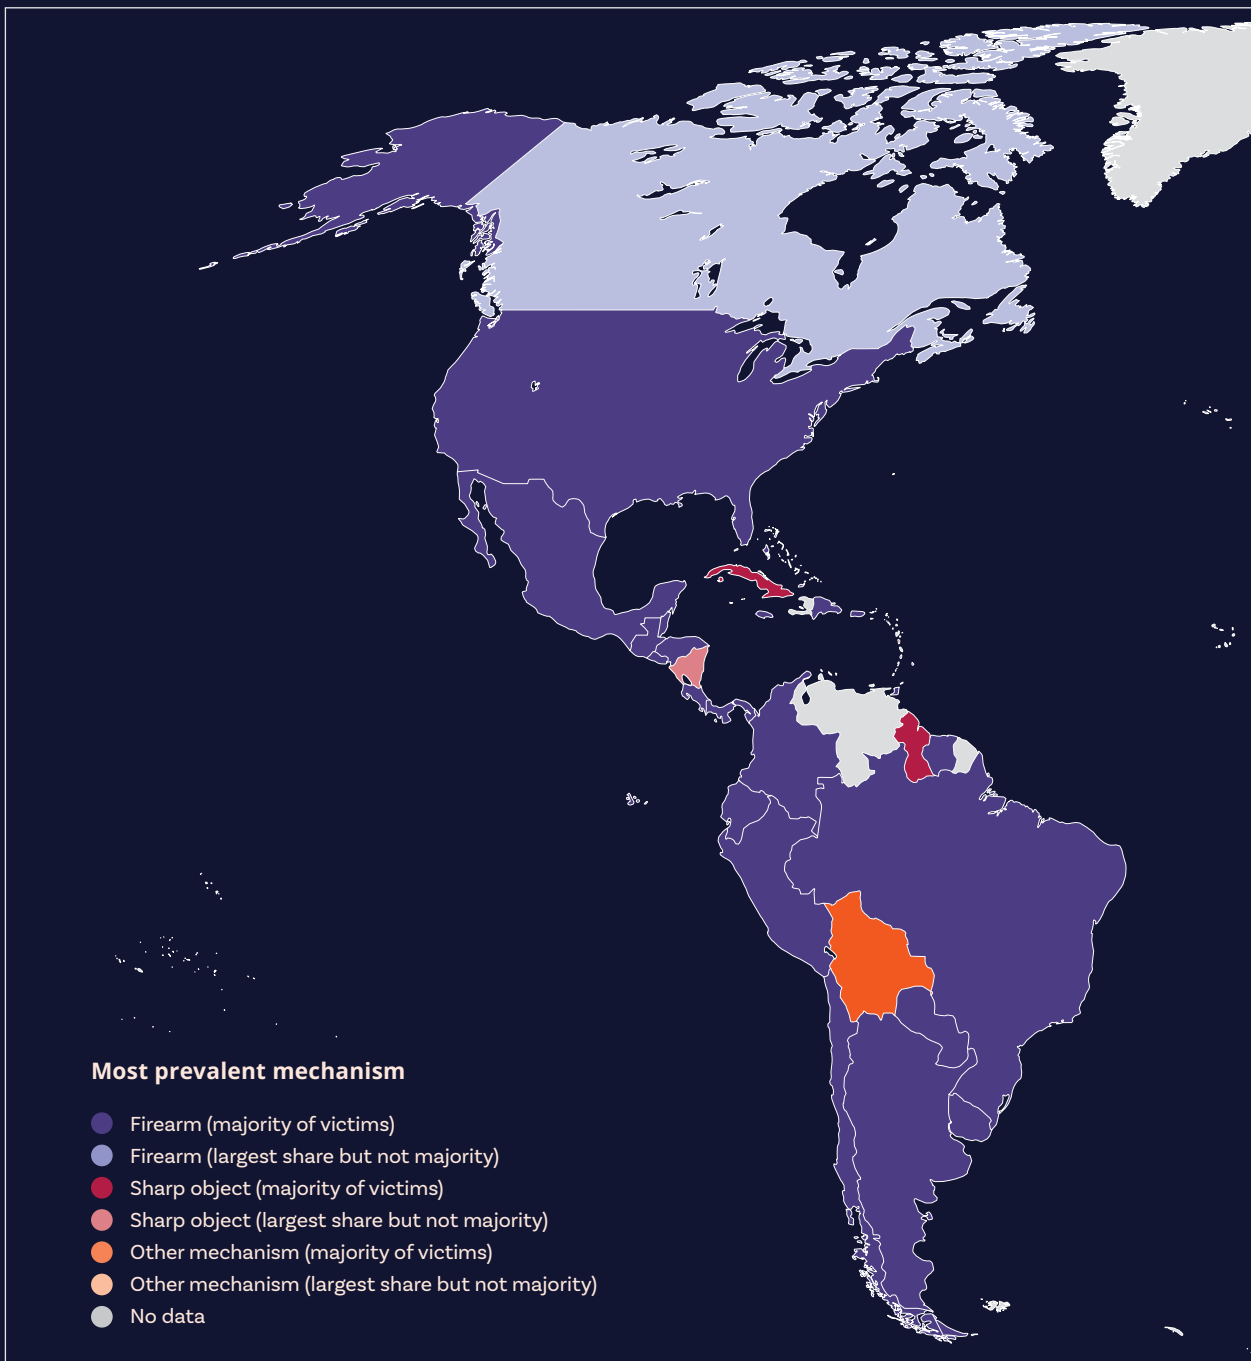 Most prevalent mechanism
Firearm (majority of victims)
Firearm (largest share but not majority)
Sharp object (majority of victims)
Sharp object (largest share but not majority)
Other mechanism (majority of victims)
Other mechanism (largest share but not majority)
No data